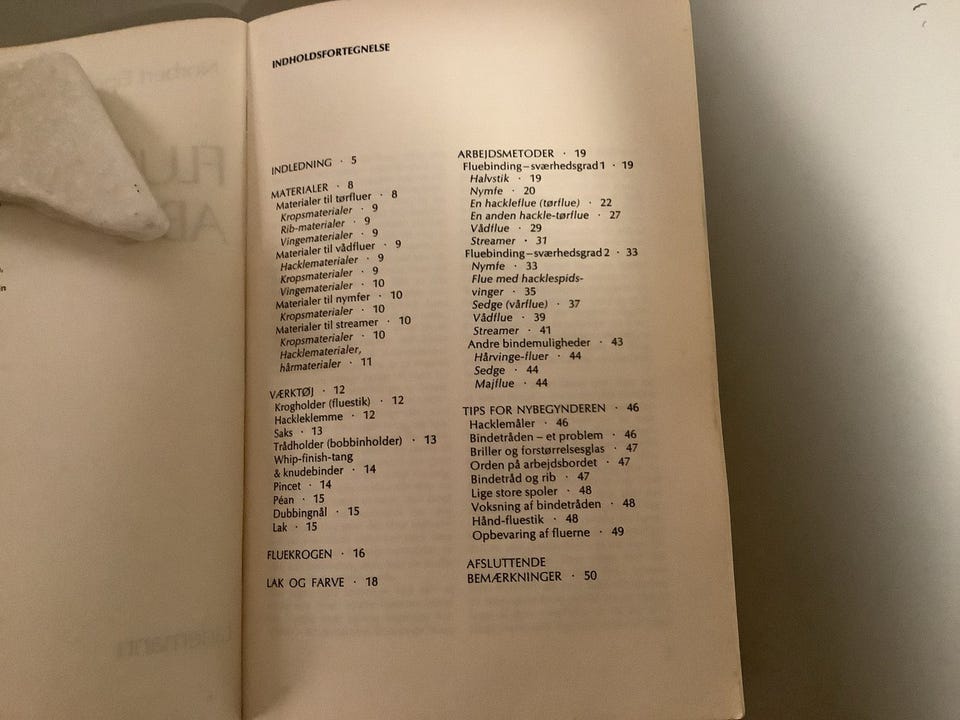 INDHOLDSFORTEGNELSE
INDLEDNING · 5
MATERIALER · 8
Materialer til tørfluer · 8
Kropsmaterialer · 9
Rib-materialer · 9
Vingematerialer · 9
Materialer til vådfluer · 9
Hacklematerialer · 9
Kropsmaterialer · 9
Vingematerialer · 10
Materialer til nymfer · 10
Kropsmaterialer · 10
Materialer til streamer · 10
Kropsmaterialer · 10
Hacklematerialer,
hårmaterialer · 11
VÆRKTØJ · 12
Krogholder (fluestik) · 12
Hackleklemme · 12
Saks · 13
Trådholder (bobbinholder) · 13
Whip-finish-tang
& knudebinder · 14
Pincet · 14
Péan · 15
Dubbingnål · 15
Lak · 15
FLUEKROGEN · 16
LAK OG FARVE · 18
ARBEJDSMETODER · 19
Fluebinding – sværhedsgrad 1 · 19
Halvstik · 19
Nymfe · 20
En hackleflue (tørflue) · 22
En anden hackle-tørflue · 27
Vådflue · 29
Streamer · 31
Fluebinding – sværhedsgrad 2 · 33
Nymfe · 33
Flue med hacklespids-
vinger · 35
Sedge (vårflue) · 37
Vådflue · 39
Streamer · 41
Andre bindemuligheder · 43
Hårvinge-fluer · 44
Sedge · 44
Majflue · 44
TIPS FOR NYBEGYNDEREN · 46
Hacklemåler · 46
Bindetråden – et problem · 46
Briller og forstørrelsesglas · 47
Orden på arbejdsbordet · 47
Bindetråd og rib · 47
Lige store spoler · 48
Voksning af bindetråden · 48
Hånd-fluestik · 48
Opbevaring af fluerne · 49
AFSLUTTENDE
BEMÆRKNINGER · 50